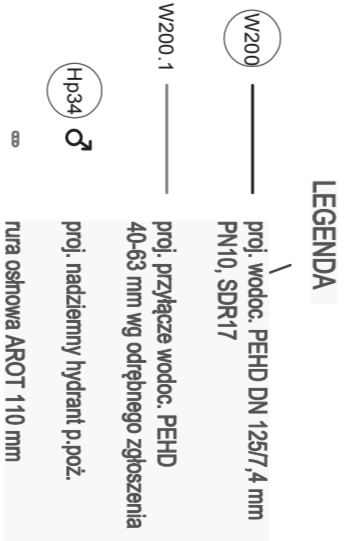 LEGENDA
W200 proj. wodoc. PEHD DN 125/7,4 mm
PN10, SDR17
W200.1 proj. przyłącze wodoc. PEHD
40-63 mm wg odrębnego zgłoszenia
Hp34 proj. nadziemny hydrant p.poż.
rura osłnowa AROT 110 mm